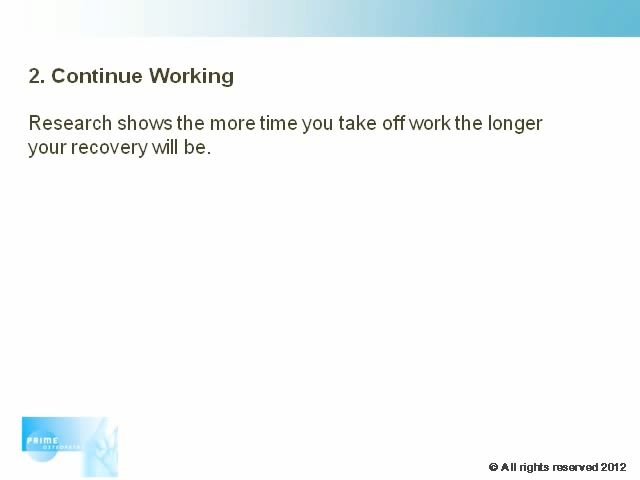 2. Continue Working
Research shows the more time you take off work the longer
your recovery will be.
PRIME
OSTEOPATHY
© All rights reserved 2012